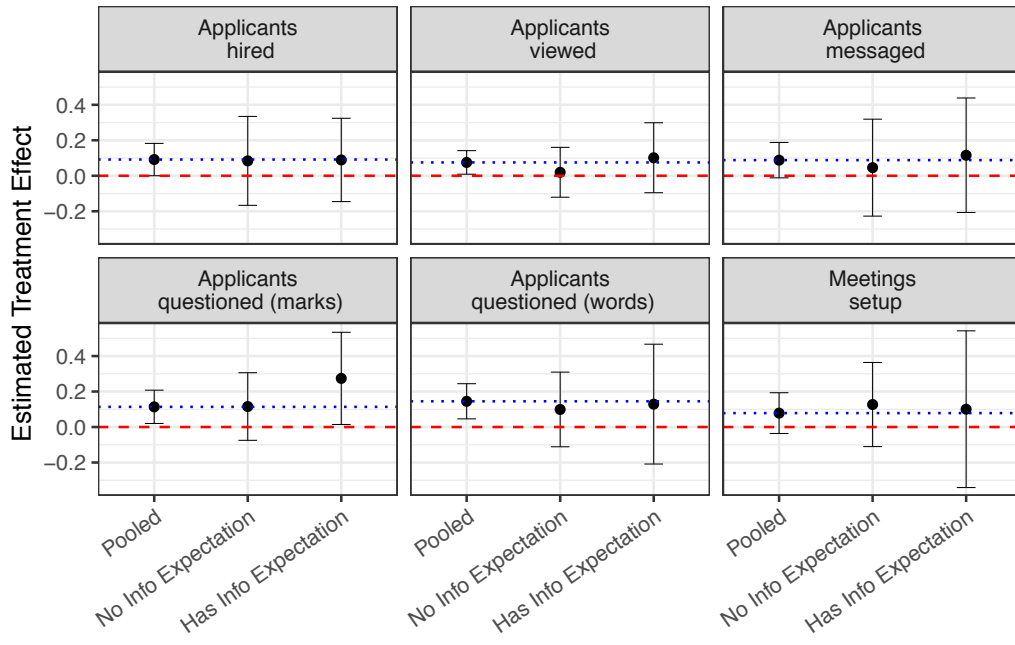 Applicants
hired
Applicants
viewed
Applicants
messaged
Estimated Treatment Effect
0.4
0.2
0.0
−0.2
Applicants
questioned (marks)
Applicants
questioned (words)
Meetings
setup
0.4
0.2
0.0
−0.2
Pooled
No Info Expectation
Has Info Expectation
Pooled
No Info Expectation
Has Info Expectation
Pooled
No Info Expectation
Has Info Expectation